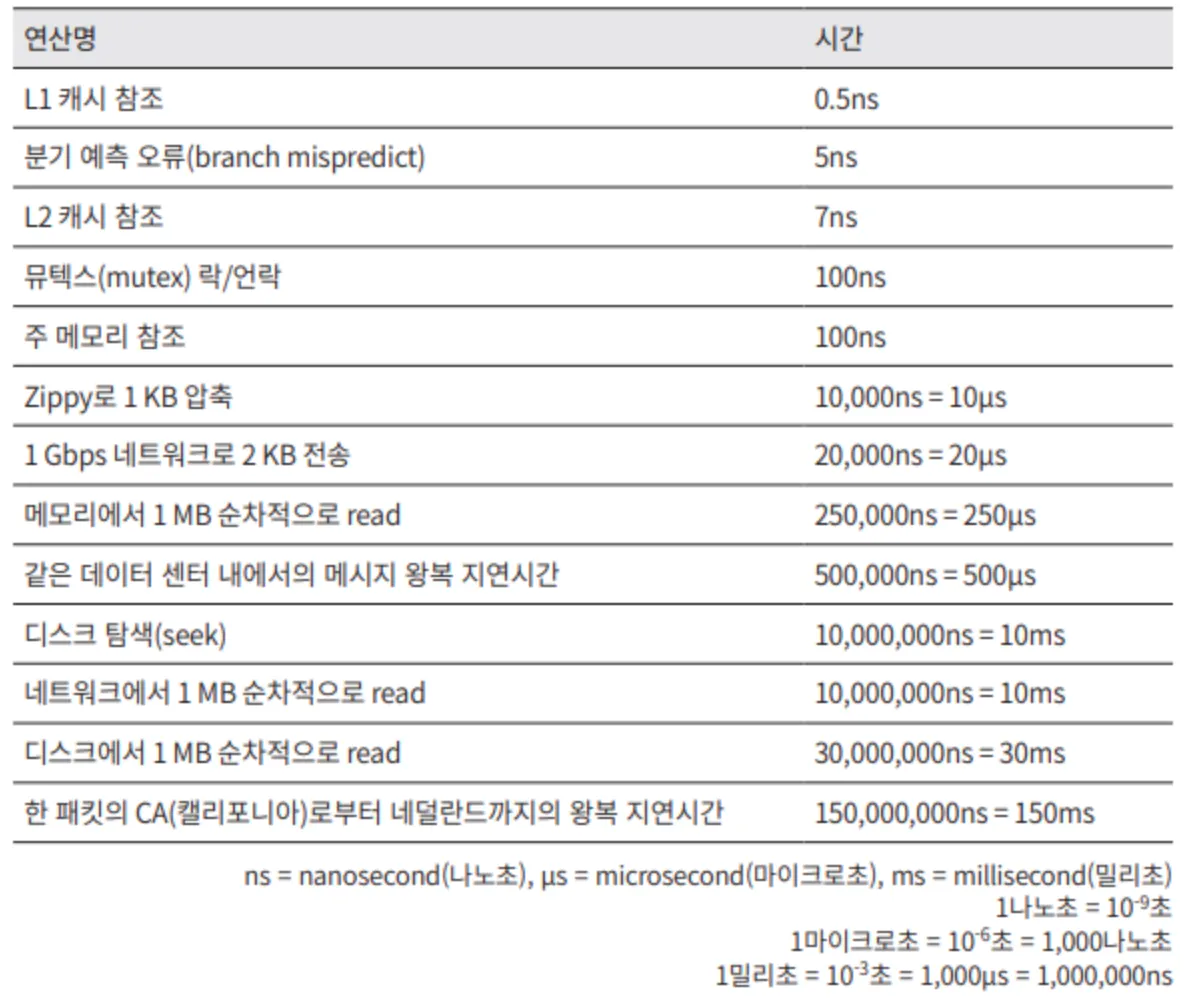 연산명 시간
L1 캐시 참조 0.5ns
분기 예측 오류(branch mispredict) 5ns
L2 캐시 참조 7ns
뮤텍스(mutex) 락/언락 100ns
주 메모리 참조 100ns
Zippy로 1 KB 압축 10,000ns = 10μs
1 Gbps 네트워크로 2 KB 전송 20,000ns = 20μs
메모리에서 1 MB 순차적으로 read 250,000ns = 250μs
같은 데이터 센터 내에서의 메시지 왕복 지연시간 500,000ns = 500μs
디스크 탐색(seek) 10,000,000ns = 10ms
네트워크에서 1 MB 순차적으로 read 10,000,000ns = 10ms
디스크에서 1 MB 순차적으로 read 30,000,000ns = 30ms
한 패킷의 CA(캘리포니아)로부터 네덜란드까지의 왕복 지연시간 150,000,000ns = 150ms
ns = nanosecond(나노초), μs = microsecond(마이크로초), ms = millisecond(밀리초)
1나노초 = 10⁻⁹초
1마이크로초 = 10⁻⁶초 = 1,000나노초
1밀리초 = 10⁻³초 = 1,000μs = 1,000,000ns